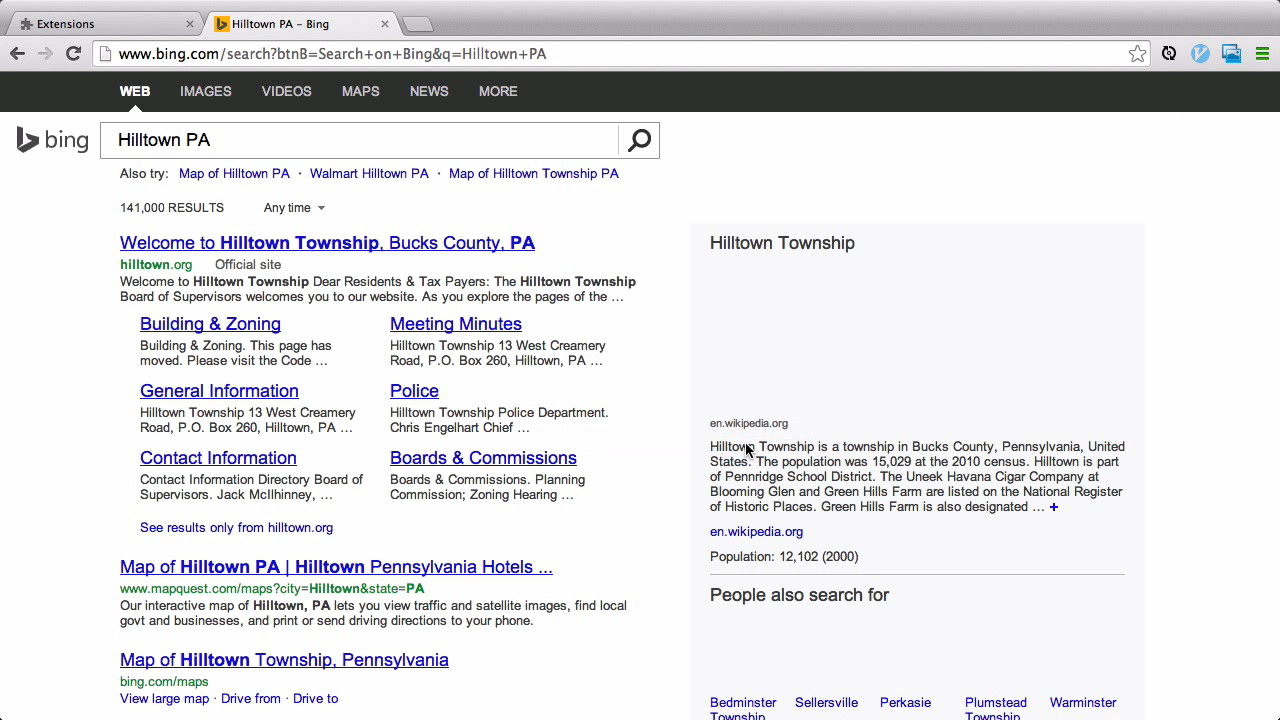 Extensions
Hilltown PA – Bing
www.bing.com/search?btnB=Search+on+Bing&q=Hilltown+PA
WEB IMAGES VIDEOS MAPS NEWS MORE
bing
Hilltown PA
Also try: Map of Hilltown PA · Walmart Hilltown PA · Map of Hilltown Township PA
141,000 RESULTS Any time
Welcome to Hilltown Township, Bucks County, PA
hilltown.org Official site
Welcome to Hilltown Township Dear Residents & Tax Payers: The Hilltown Township
Board of Supervisors welcomes you to our website. As you explore the pages of the ...
Building & Zoning
Building & Zoning. This page has
moved. Please visit the Code ...
Meeting Minutes
Hilltown Township 13 West Creamery
Road, P.O. Box 260, Hilltown, PA ...
General Information
Hilltown Township 13 West Creamery
Road, P.O. Box 260, Hilltown, PA ...
Police
Hilltown Township Police Department.
Chris Engelhart Chief ...
Contact Information
Contact Information Directory Board of
Supervisors. Jack McIlhinney, ...
Boards & Commissions
Boards & Commissions. Planning
Commission; Zoning Hearing ...
See results only from hilltown.org
Map of Hilltown PA | Hilltown Pennsylvania Hotels ...
www.mapquest.com/maps?city=Hilltown&state=PA
Our interactive map of Hilltown, PA lets you view traffic and satellite images, find local
govt and businesses, and print or send driving directions to your phone.
Map of Hilltown Township, Pennsylvania
bing.com/maps
View large map · Drive from · Drive to
Hilltown Township
en.wikipedia.org
Hilltown Township is a township in Bucks County, Pennsylvania, United
States. The population was 15,029 at the 2010 census. Hilltown is part
of Pennridge School District. The Uneek Havana Cigar Company at
Blooming Glen and Green Hills Farm are listed on the National Register
of Historic Places. Green Hills Farm is also designated ... +
en.wikipedia.org
Population: 12,102 (2000)
People also search for
Bedminster Township
Sellersville
Perkasie
Plumstead Township
Warminster